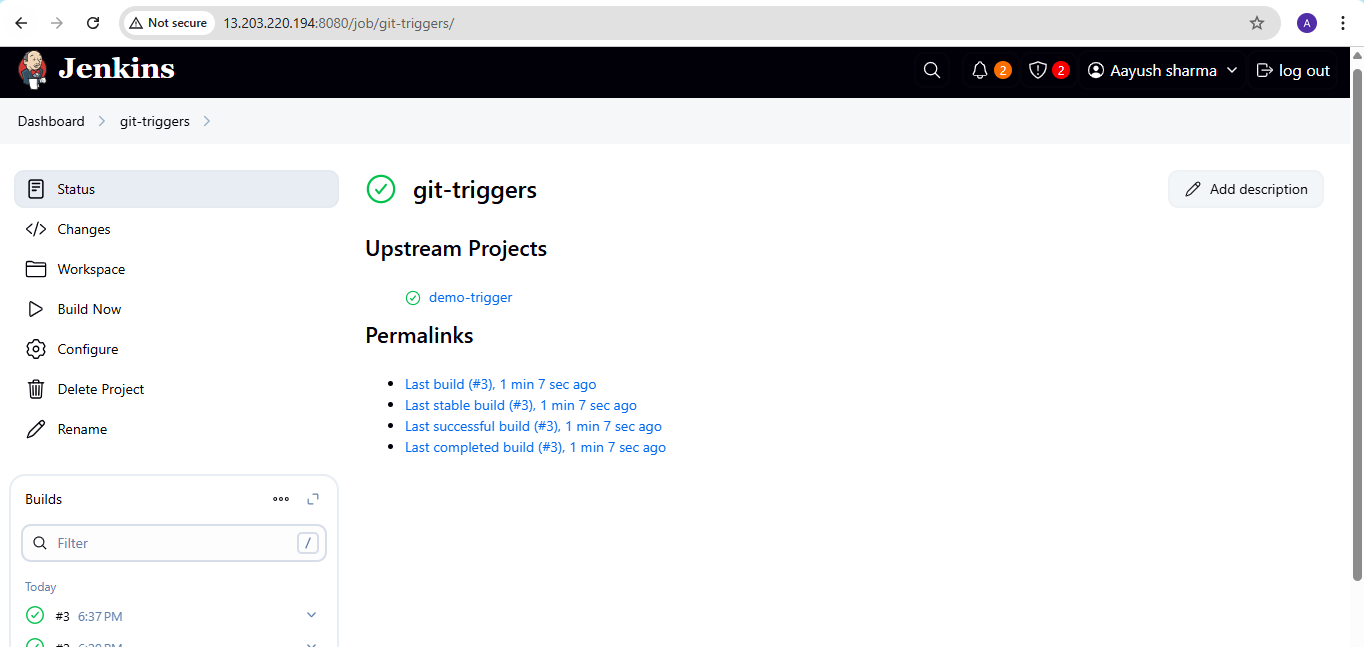 Not secure 13.203.220.194:8080/job/git-triggers/ A
Jenkins 2 2 Aayush sharma log out
Dashboard git-triggers
Status
Changes
Workspace
Build Now
Configure
Delete Project
Rename
Builds
Filter /
Today
#3 6:37 PM
git-triggers
Add description
Upstream Projects
demo-trigger
Permalinks
Last build (#3), 1 min 7 sec ago
Last stable build (#3), 1 min 7 sec ago
Last successful build (#3), 1 min 7 sec ago
Last completed build (#3), 1 min 7 sec ago